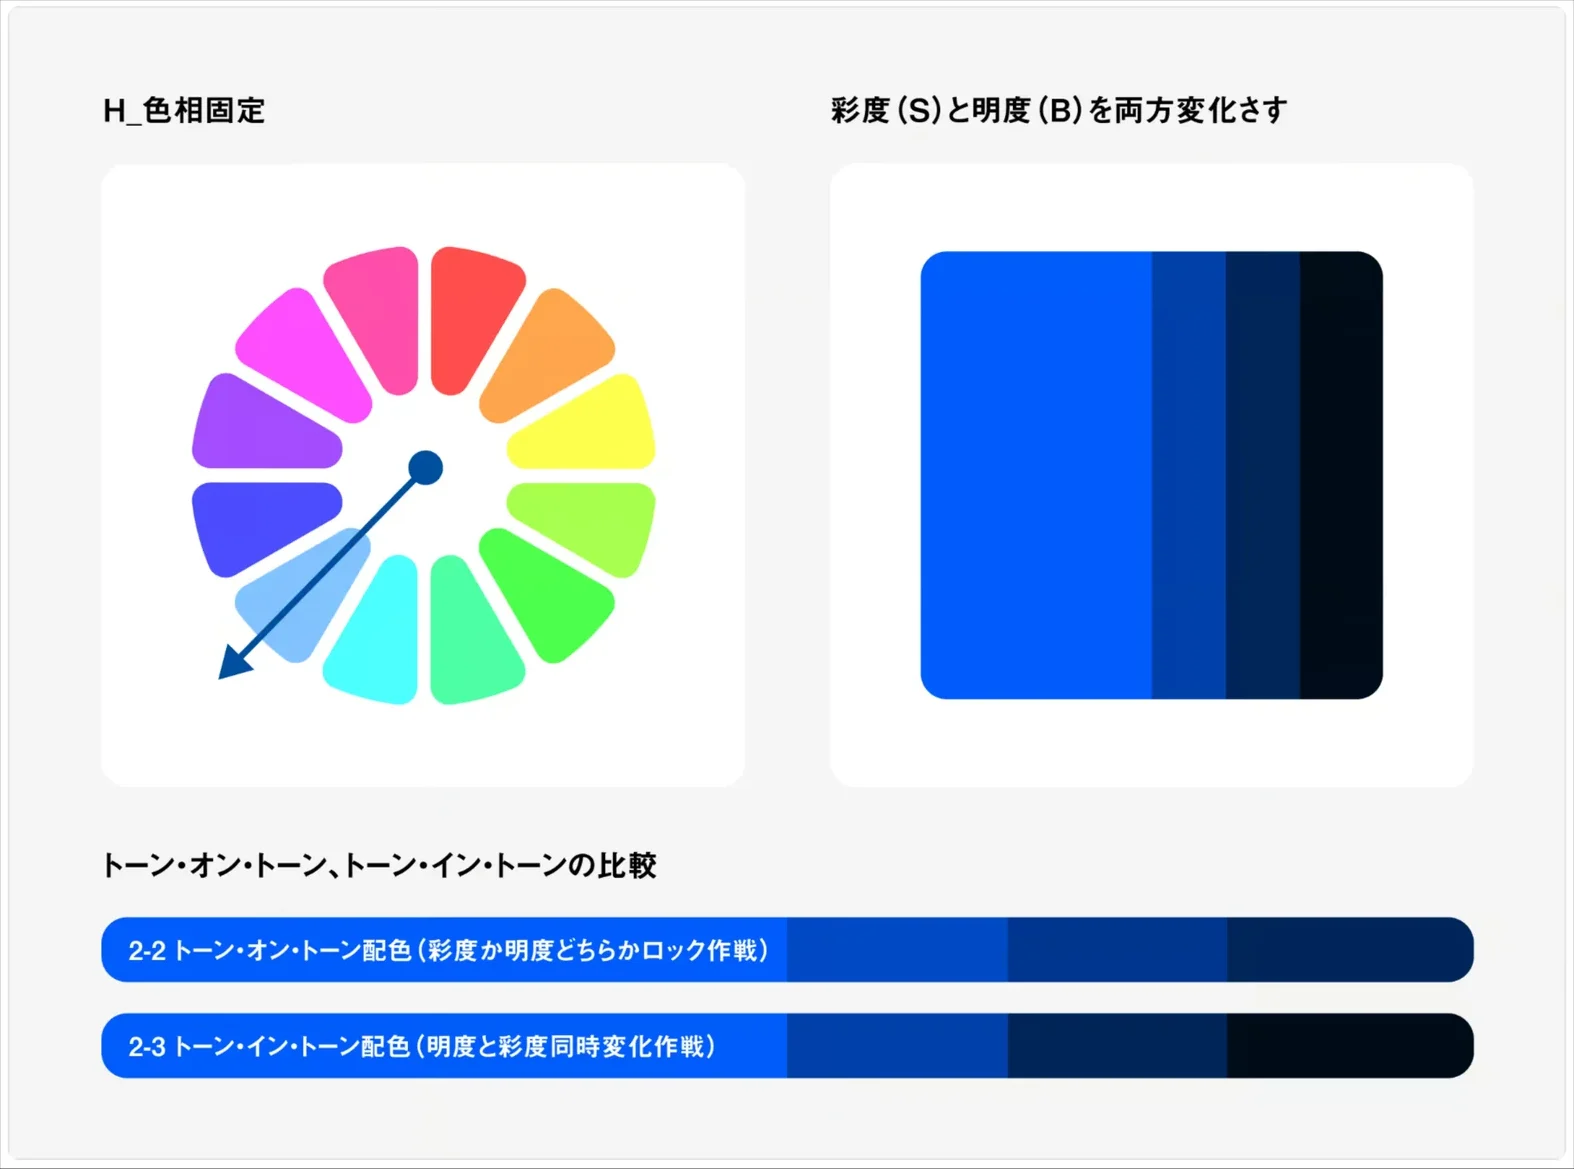 H_色相固定
彩度（S）と明度（B）を両方変化さす
トーン・オン・トーン、トーン・イン・トーンの比較
2-2 トーン・オン・トーン配色（彩度か明度どちらかロック作戦）
2-3 トーン・イン・トーン配色（明度と彩度同時変化作戦）